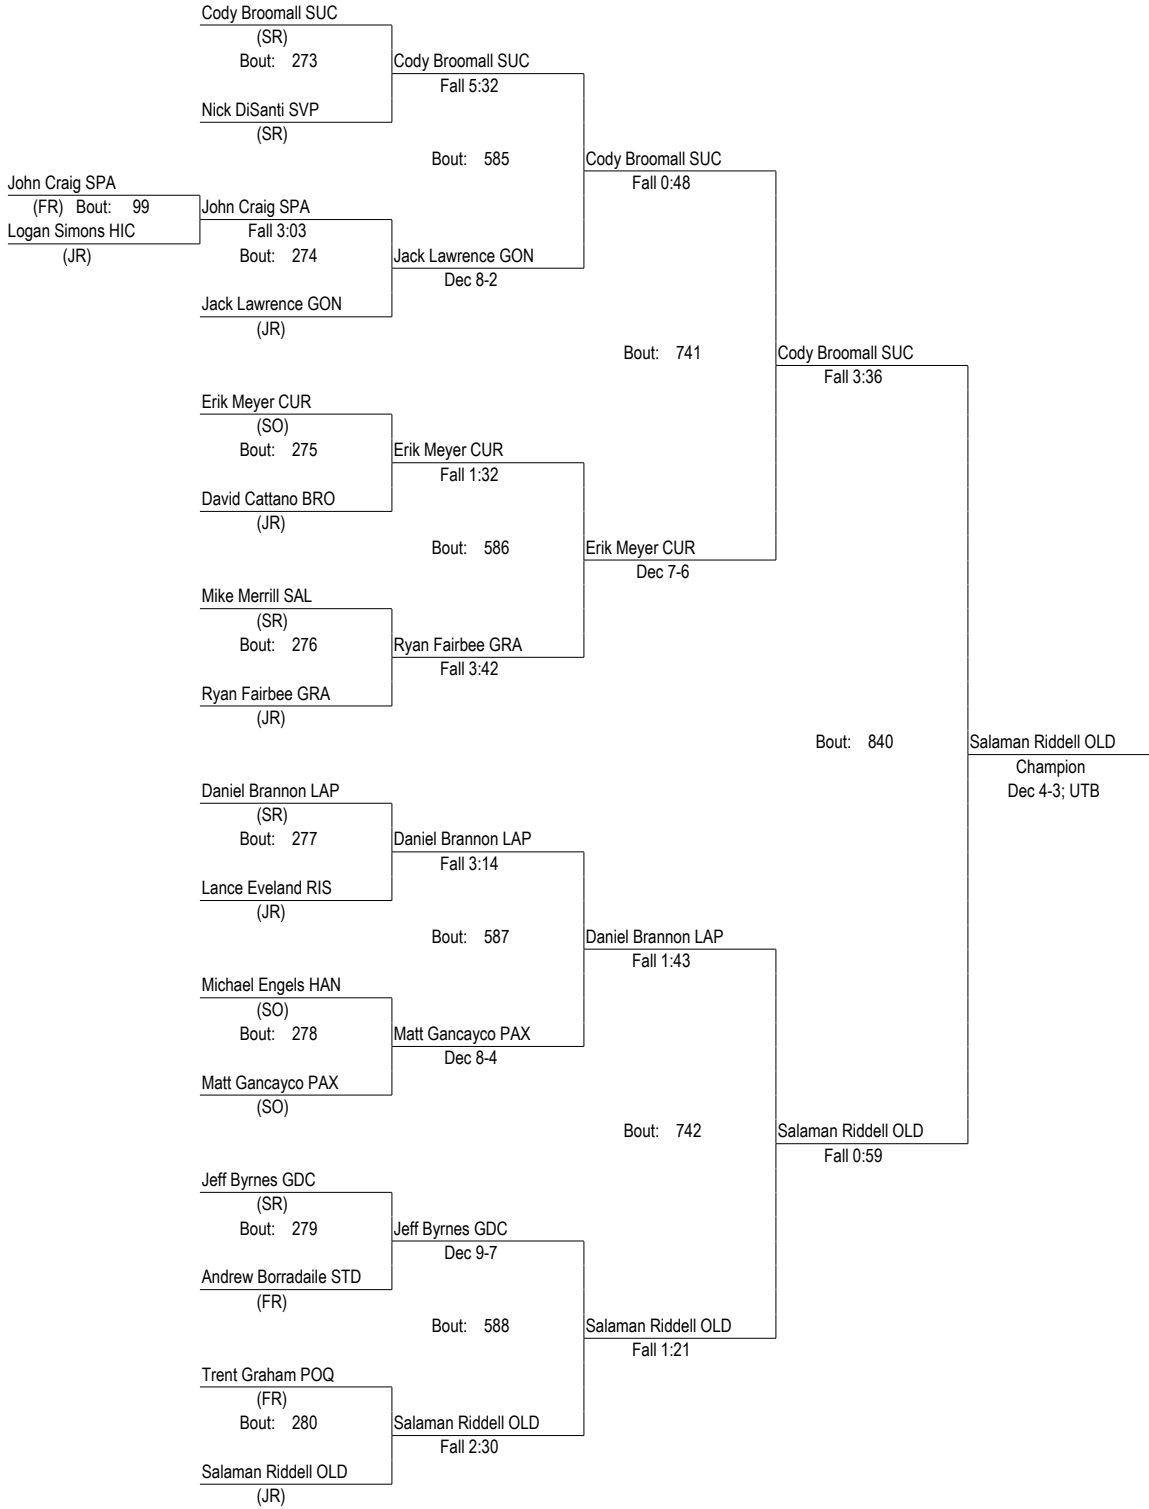 Cody Broomall SUC
(SR)
Bout: 273
Cody Broomall SUC
Fall 5:32
Nick DiSanti SVP
(SR)
Bout: 585
Cody Broomall SUC
Fall 0:48
John Craig SPA
(FR) Bout: 99
John Craig SPA
Logan Simons HIC
Fall 3:03
(JR)
Bout: 274
Jack Lawrence GON
Dec 8-2
Jack Lawrence GON
(JR)
Bout: 741
Cody Broomall SUC
Fall 3:36
Erik Meyer CUR
(SO)
Bout: 275
Erik Meyer CUR
Fall 1:32
David Cattano BRO
(JR)
Bout: 586
Erik Meyer CUR
Dec 7-6
Mike Merrill SAL
(SR)
Bout: 276
Ryan Fairbee GRA
Fall 3:42
Ryan Fairbee GRA
(JR)
Bout: 840
Salaman Riddell OLD
Champion
Dec 4-3; UTB
Daniel Brannon LAP
(SR)
Bout: 277
Daniel Brannon LAP
Fall 3:14
Lance Eveland RIS
(JR)
Bout: 587
Daniel Brannon LAP
Fall 1:43
Michael Engels HAN
(SO)
Bout: 278
Matt Gancayco PAX
Dec 8-4
Matt Gancayco PAX
(SO)
Bout: 742
Salaman Riddell OLD
Fall 0:59
Jeff Byrnes GDC
(SR)
Bout: 279
Jeff Byrnes GDC
Dec 9-7
Andrew Borradaile STD
(FR)
Bout: 588
Salaman Riddell OLD
Fall 1:21
Trent Graham POQ
(FR)
Bout: 280
Salaman Riddell OLD
Fall 2:30
Salaman Riddell OLD
(JR)